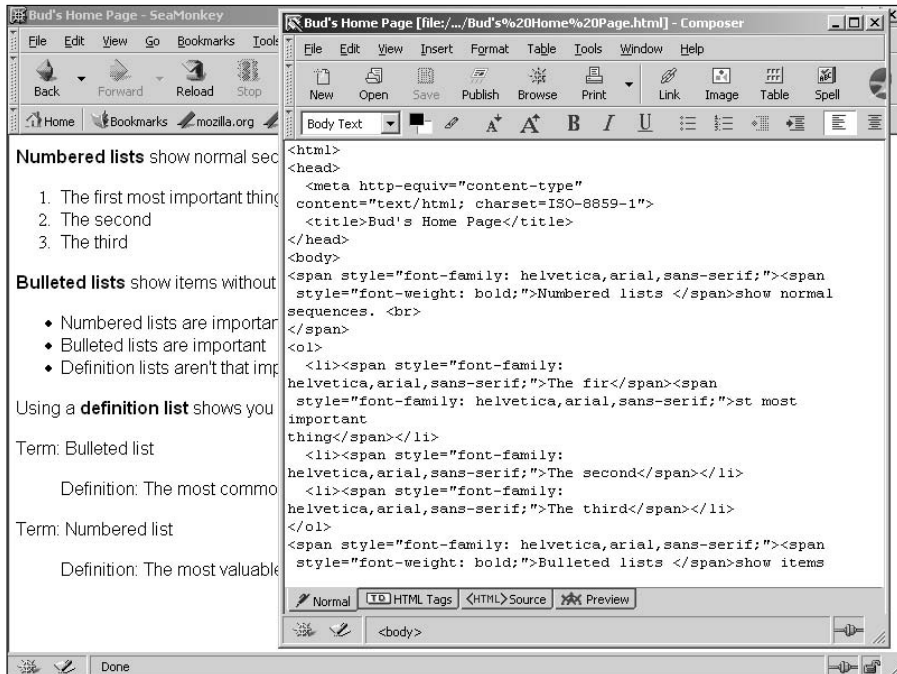 Bud's Home Page - SeaMonkey
File Edit View Go Bookmarks Tools
Back Forward Reload Stop
Home Bookmarks mozilla.org
Numbered lists show normal sec
1. The first most important thing
2. The second
3. The third
Bulleted lists show items without
Numbered lists are importar
Bulleted lists are important
Definition lists aren't that imp
Using a definition list shows you
Term: Bulleted list
Definition: The most commo
Term: Numbered list
Definition: The most valuable
Done
Bud's Home Page [file:/.../Bud's%20Home%20Page.html] - Composer
File Edit View Insert Format Table Tools Window Help
New Open Save Publish Browse Print Link Image Table Spell
Body Text A A B I U
<html>
<head>
<meta http-equiv="content-type"
content="text/html; charset=ISO-8859-1">
<title>Bud's Home Page</title>
</head>
<body>
<span style="font-family: helvetica,arial,sans-serif;"><span
style="font-weight: bold;">Numbered lists </span>show normal
sequences. <br>
</span>
<ol>
<li><span style="font-family:
helvetica,arial,sans-serif;">The fir</span><span
style="font-family: helvetica,arial,sans-serif;">st most
important
thing</span></li>
<li><span style="font-family:
helvetica,arial,sans-serif;">The second</span></li>
<li><span style="font-family:
helvetica,arial,sans-serif;">The third</span></li>
</ol>
<span style="font-family: helvetica,arial,sans-serif;"><span
style="font-weight: bold;">Bulleted lists </span>show items
Normal TD HTML Tags <HTML> Source Preview
<body>